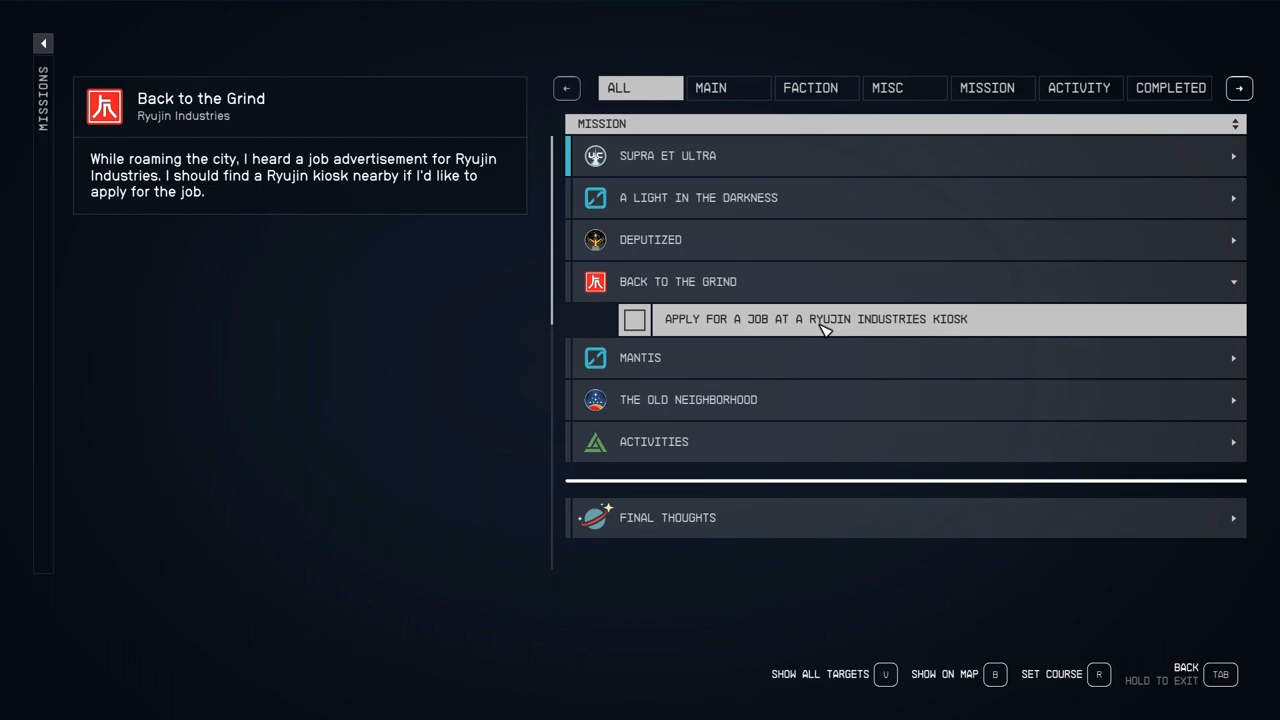 MISSIONS
Back to the Grind
Ryujin Industries
While roaming the city, I heard a job advertisement for Ryujin
Industries. I should find a Ryujin kiosk nearby if I'd like to
apply for the job.
ALL
MAIN
FACTION
MISC
MISSION
ACTIVITY
COMPLETED
MISSION
UC
SUPRA ET ULTRA
A LIGHT IN THE DARKNESS
DEPUTIZED
BACK TO THE GRIND
APPLY FOR A JOB AT A RYUJIN INDUSTRIES KIOSK
MANTIS
THE OLD NEIGHBORHOOD
ACTIVITIES
FINAL THOUGHTS
SHOW ALL TARGETS V
SHOW ON MAP B
SET COURSE R
BACK
HOLD TO EXIT
TAB